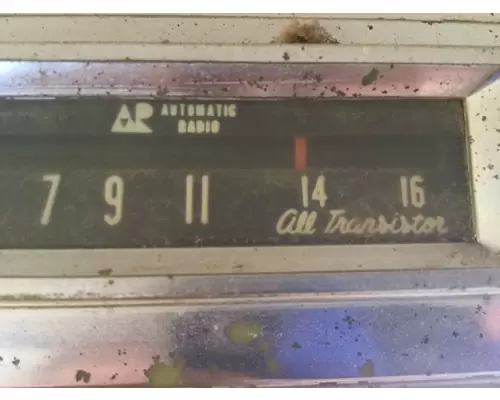 AR AUTOMATIC
RADIO
7 9 11 14 16
All Transistor